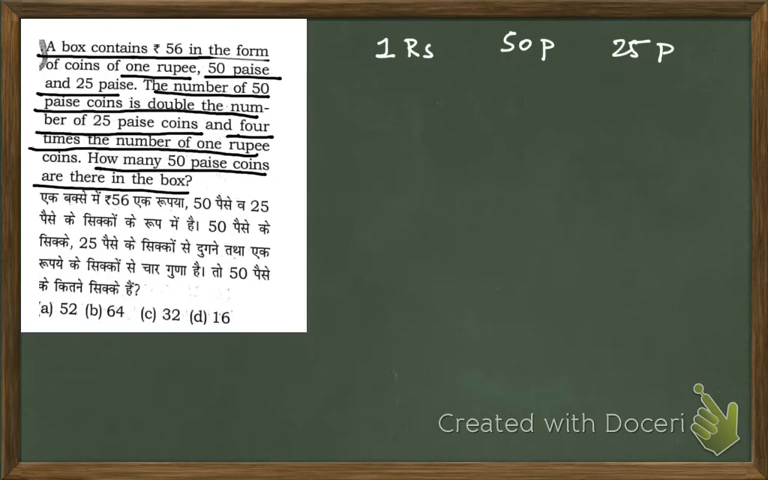 A box contains ₹ 56 in the form
of coins of one rupee, 50 paise
and 25 paise. The number of 50
paise coins is double the num-
ber of 25 paise coins and four
times the number of one rupee
coins. How many 50 paise coins
are there in the box?
एक बक्से में ₹56 एक रूपया, 50 पैसे व 25
पैसे के सिक्कों के रूप में है। 50 पैसे के
सिक्के, 25 पैसे के सिक्कों से दुगने तथा एक
रूपये के सिक्कों से चार गुणा है। तो 50 पैसे
के कितने सिक्के हैं?
(a) 52 (b) 64 (c) 32 (d) 16
1 Rs 50 P 25 P
Created with Doceri